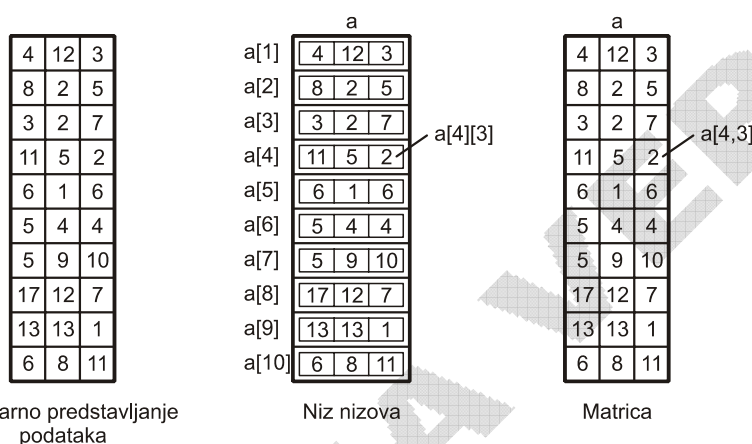 a
a
4 12 3
8 2 5
3 2 7
11 5 2
6 1 6
5 4 4
5 9 10
17 12 7
13 13 1
6 8 11
a[1] 4 12 3
a[2] 8 2 5
a[3] 3 2 7
a[4] 11 5 2
a[5] 6 1 6
a[6] 5 4 4
a[7] 5 9 10
a[8] 17 12 7
a[9] 13 13 1
a[10] 6 8 11
a[4][3]
4 12 3
8 2 5
3 2 7
11 5 2
6 1 6
5 4 4
5 9 10
17 12 7
13 13 1
6 8 11
a[4,3]
predstavljanje
podataka
Niz nizova
Matrica